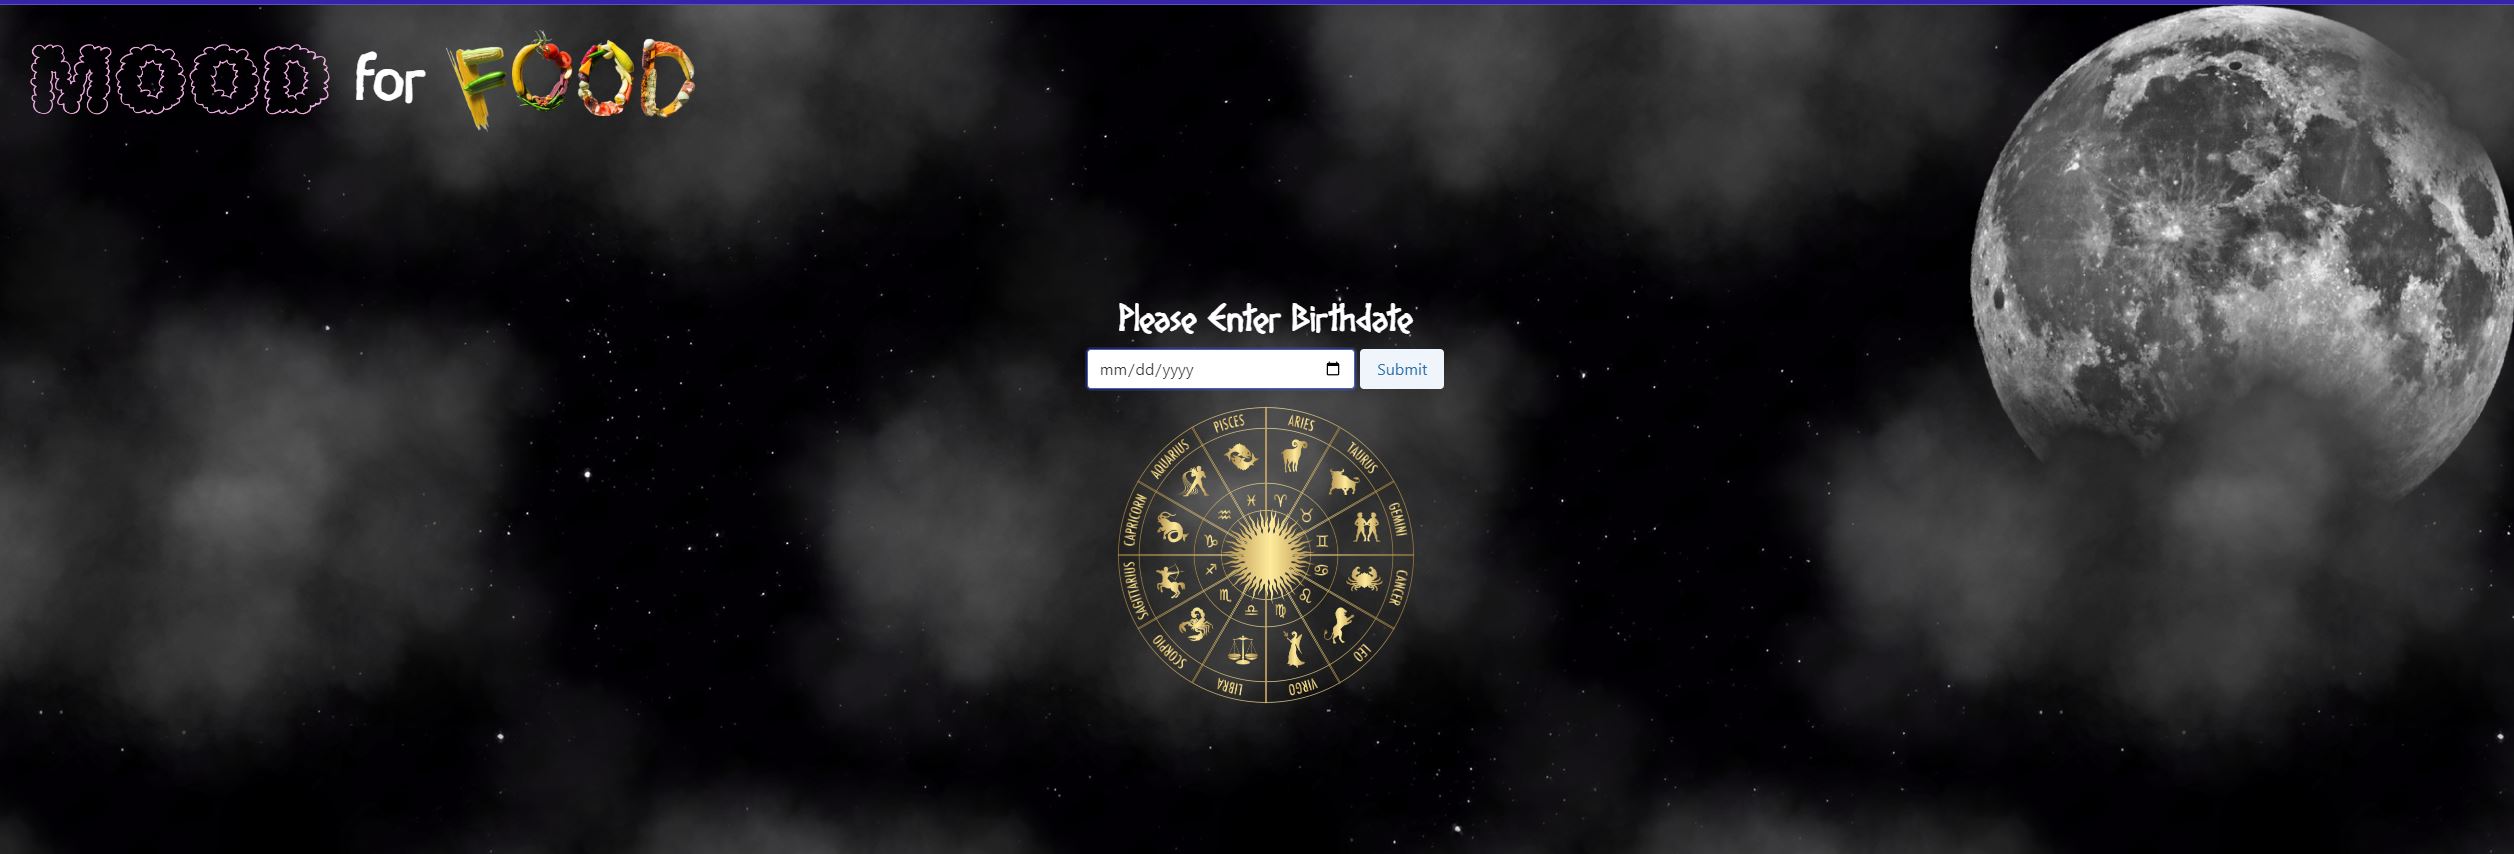 MOOD for FOOD
Please Enter Birthdate
mm/dd/yyyy Submit
PISCES ARIES
AQUARIUS TAURUS
CAPRICORN GEMINI
SAGITTARIUS CANCER
SCORPIO LEO
LIBRA VIRGO